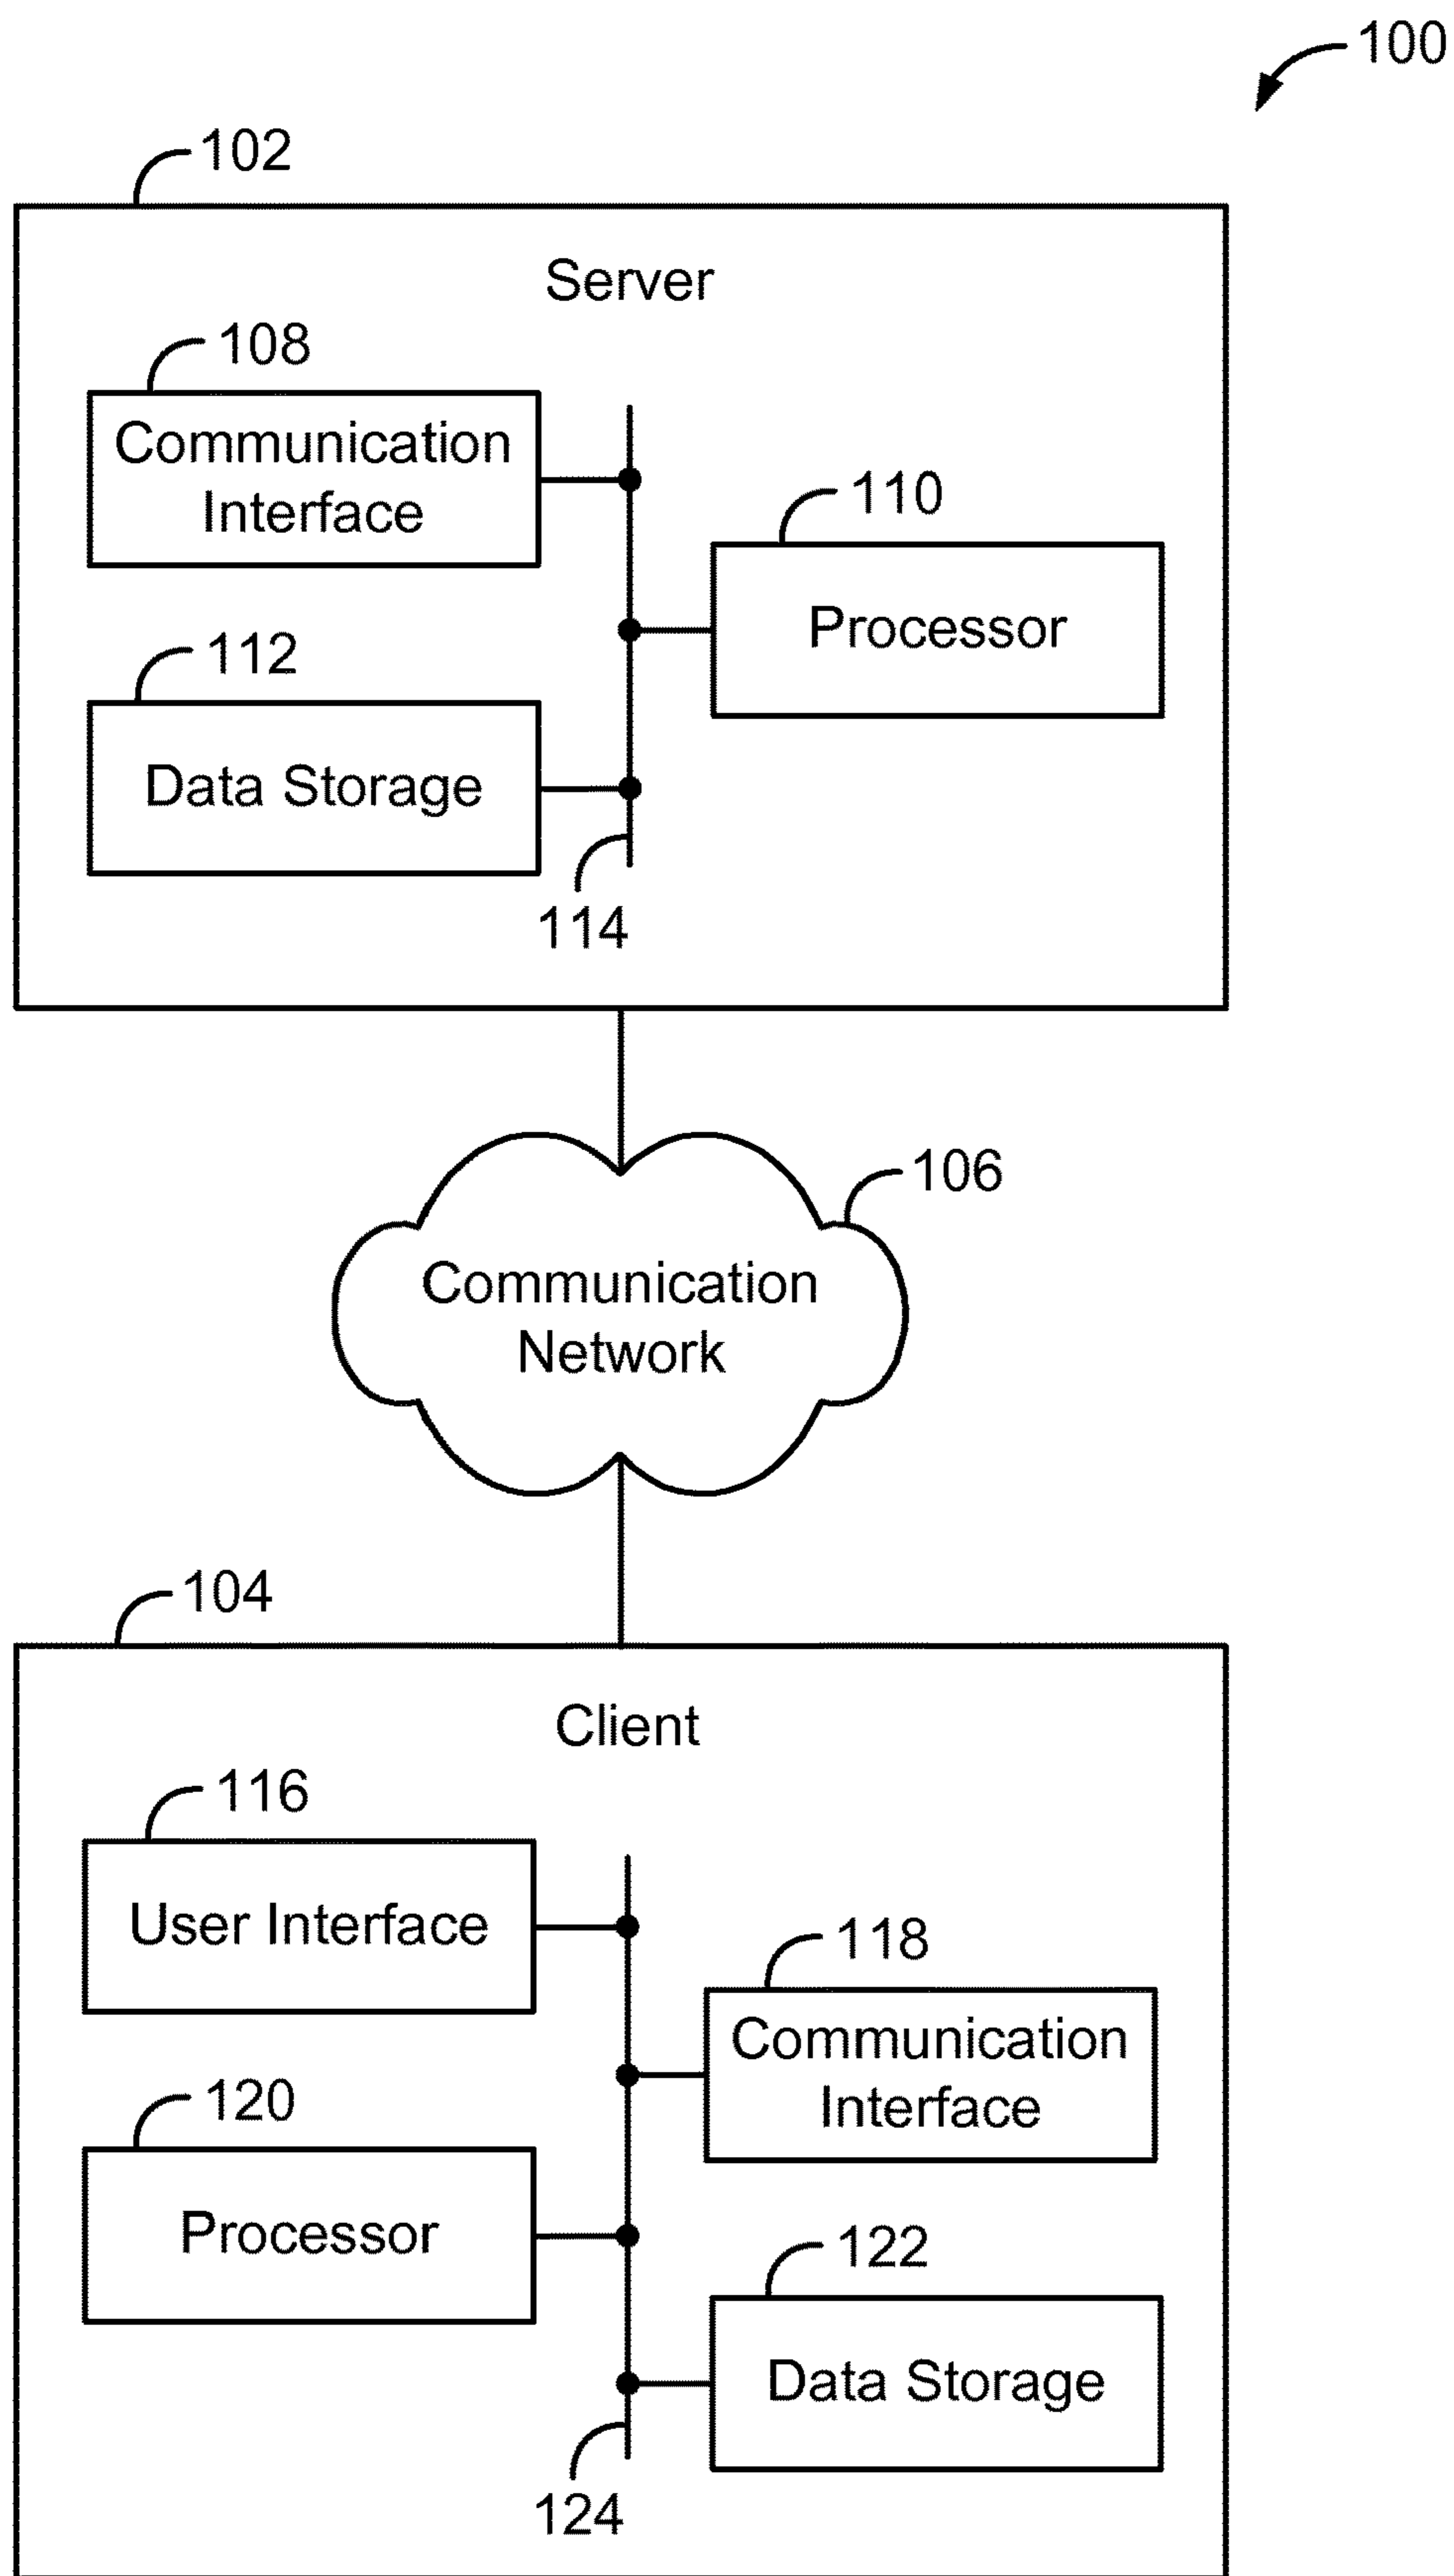 100
102
Server
108
Communication
Interface
110
Processor
112
Data Storage
114
106
Communication
Network
104
Client
116
User Interface
118
Communication
Interface
120
Processor
122
Data Storage
124